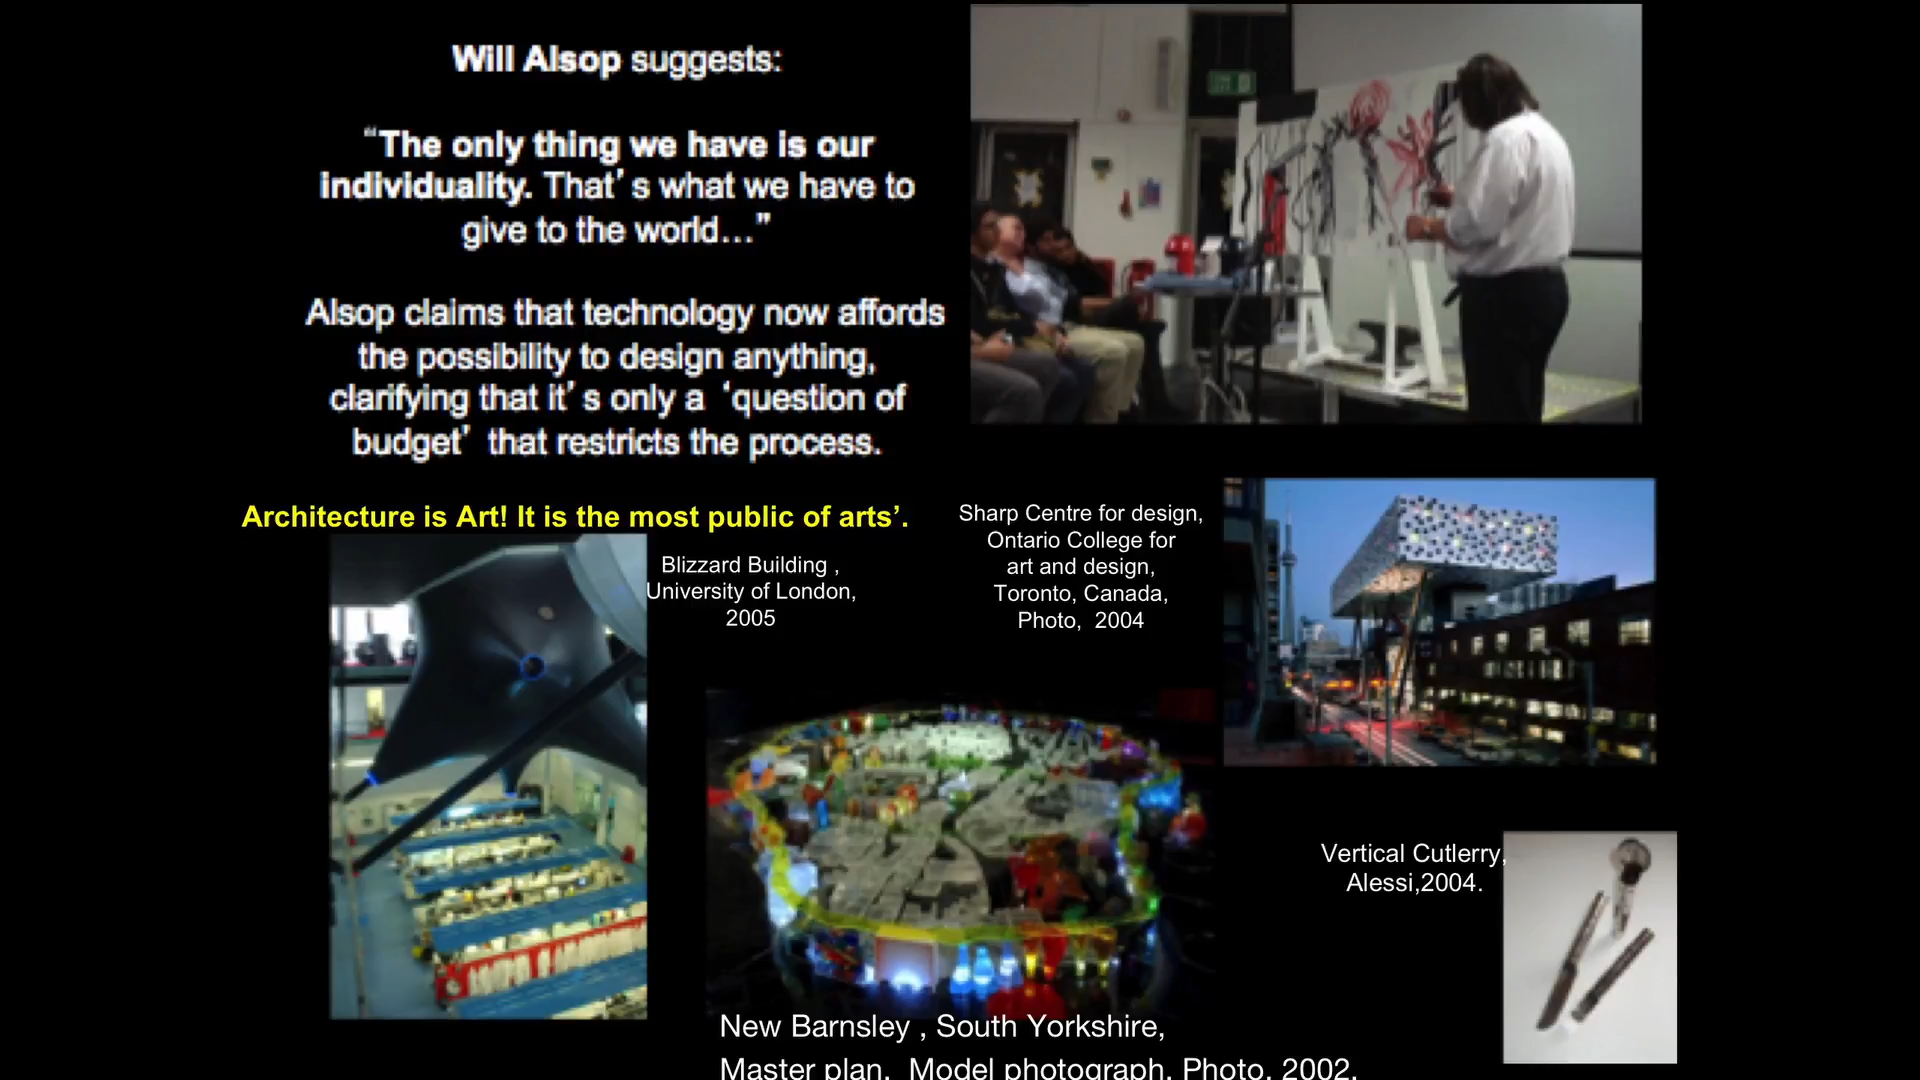 Will Alsop suggests:
“The only thing we have is our
individuality. That’s what we have to
give to the world…”
Alsop claims that technology now affords
the possibility to design anything,
clarifying that it’s only a ‘question of
budget’ that restricts the process.
Architecture is Art! It is the most public of arts’.
Blizzard Building ,
University of London,
2005
Sharp Centre for design,
Ontario College for
art and design,
Toronto, Canada,
Photo, 2004
Vertical Cutlerry,
Alessi,2004.
New Barnsley , South Yorkshire,
Master plan. Model photograph. Photo. 2002.